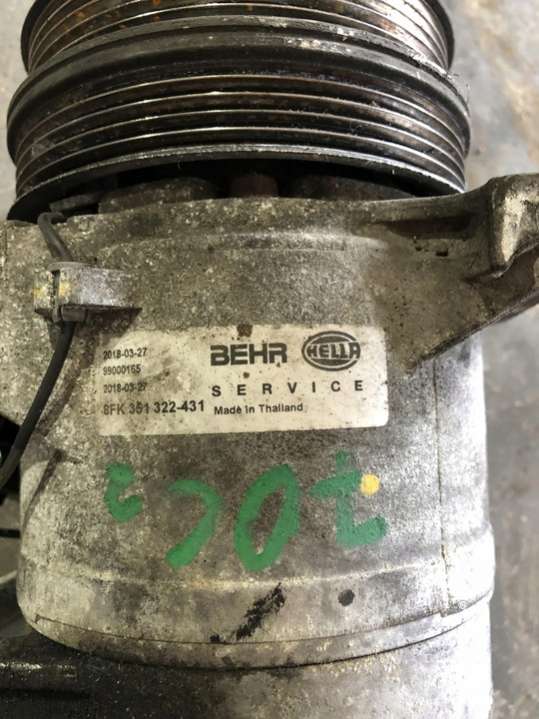 2018-03-27
99000165
2018-03-27
8FK 351 322-431
BEHR HELLA
SERVICE
Made in Thailand